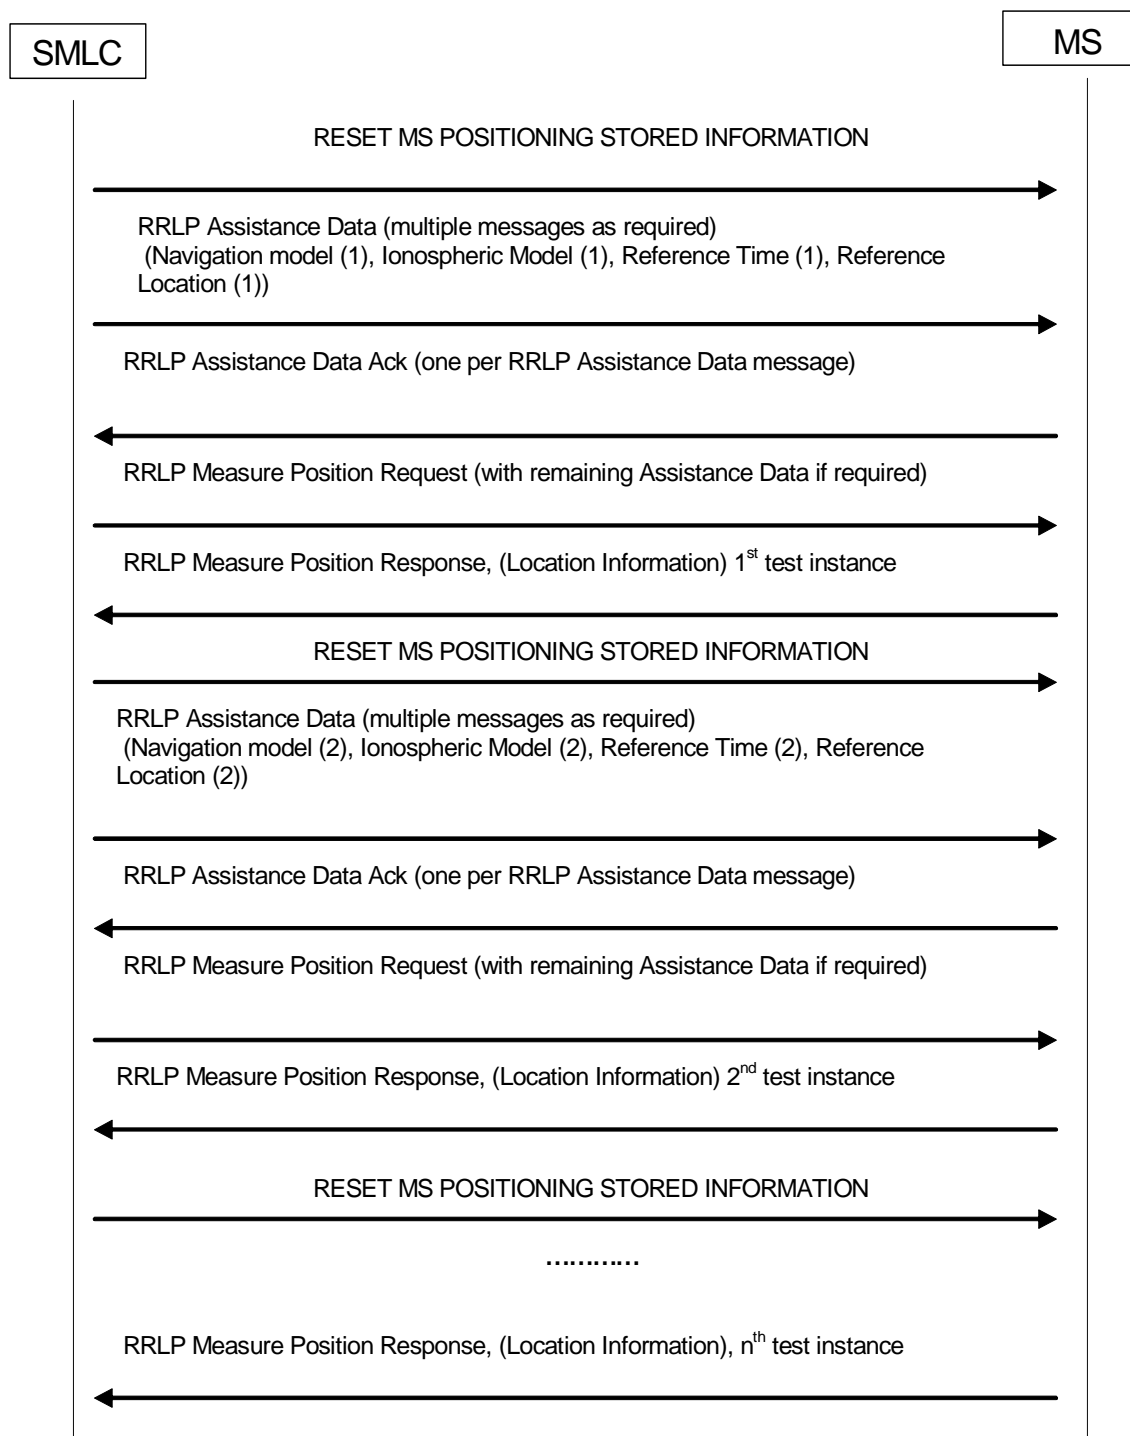 SMLC
MS
RESET MS POSITIONING STORED INFORMATION
RRLP Assistance Data (multiple messages as required)
(Navigation model (1), Ionospheric Model (1), Reference Time (1), Reference
Location (1))
RRLP Assistance Data Ack (one per RRLP Assistance Data message)
RRLP Measure Position Request (with remaining Assistance Data if required)
RRLP Measure Position Response, (Location Information) 1st test instance
RESET MS POSITIONING STORED INFORMATION
RRLP Assistance Data (multiple messages as required)
(Navigation model (2), Ionospheric Model (2), Reference Time (2), Reference
Location (2))
RRLP Assistance Data Ack (one per RRLP Assistance Data message)
RRLP Measure Position Request (with remaining Assistance Data if required)
RRLP Measure Position Response, (Location Information) 2nd test instance
RESET MS POSITIONING STORED INFORMATION
…………
RRLP Measure Position Response, (Location Information), nth test instance